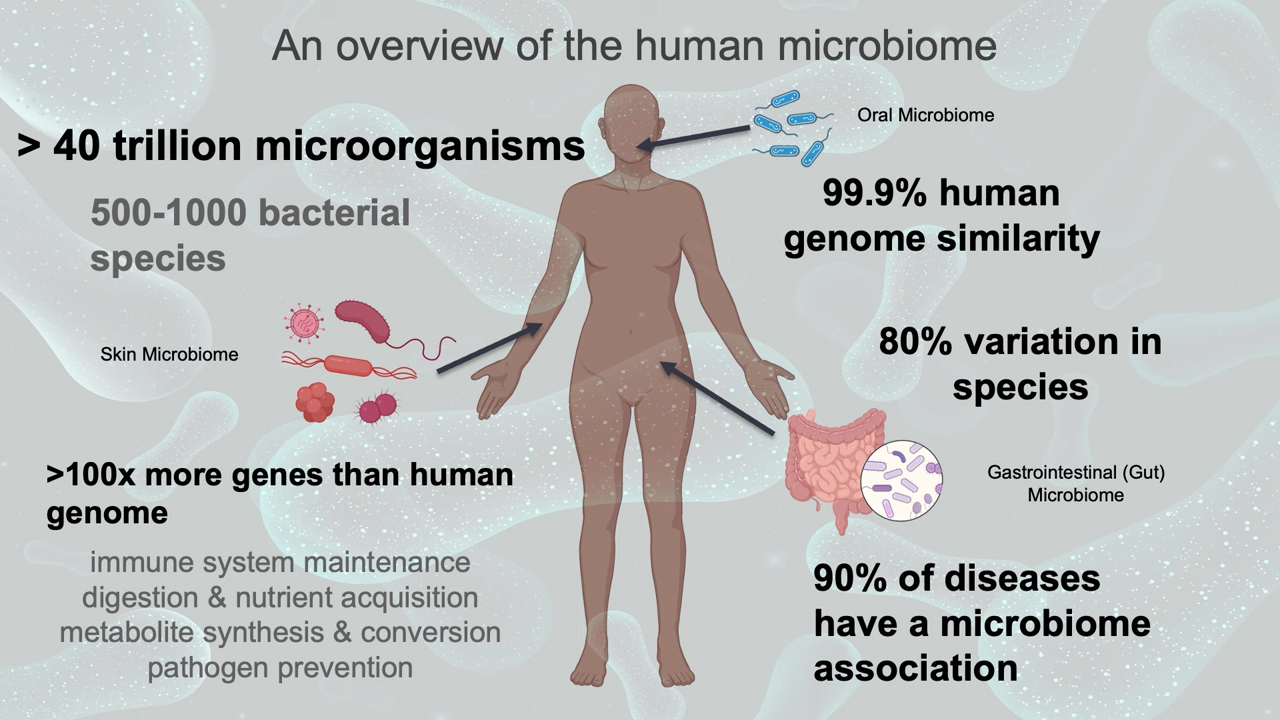 An overview of the human microbiome
> 40 trillion microorganisms
500-1000 bacterial
species
Skin Microbiome
>100x more genes than human
genome
immune system maintenance
digestion & nutrient acquisition
metabolite synthesis & conversion
pathogen prevention
Oral Microbiome
99.9% human
genome similarity
80% variation in
species
Gastrointestinal (Gut)
Microbiome
90% of diseases
have a microbiome
association